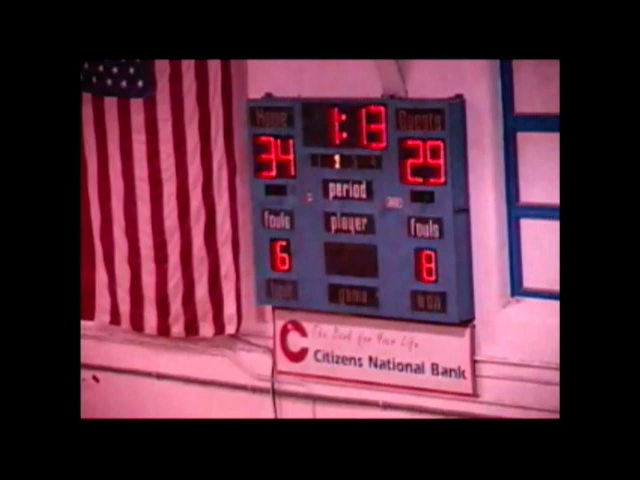 Home 1:13 Guests
34 29
period
fouls player fouls
6 8
game won
The Bank for Your Life
Citizens National Bank